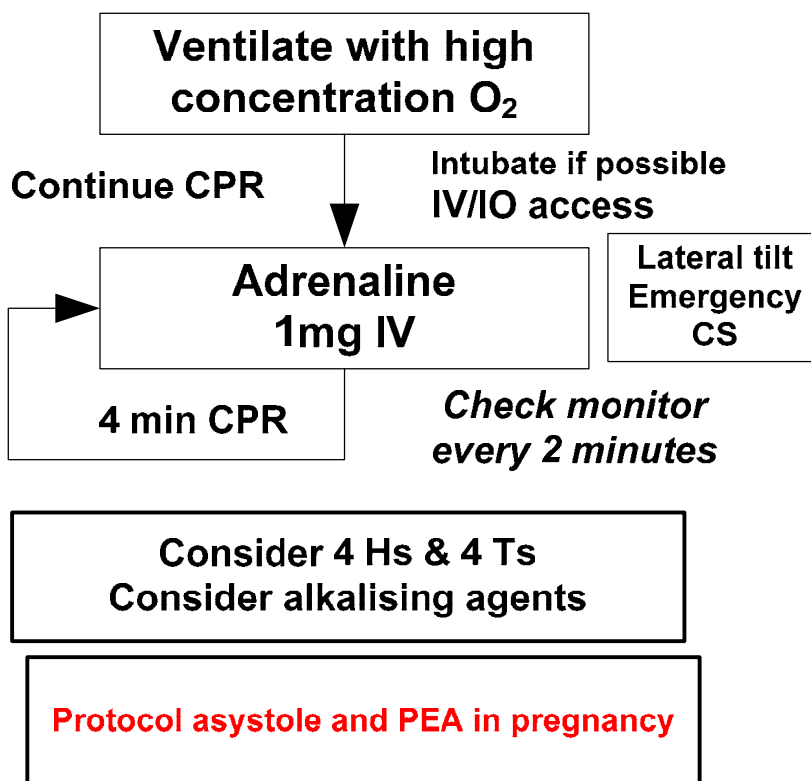 Ventilate with high
concentration O₂
Continue CPR
Intubate if possible
IV/IO access
Adrenaline
1mg IV
Lateral tilt
Emergency
CS
4 min CPR
Check monitor
every 2 minutes
Consider 4 Hs & 4 Ts
Consider alkalising agents
Protocol asystole and PEA in pregnancy